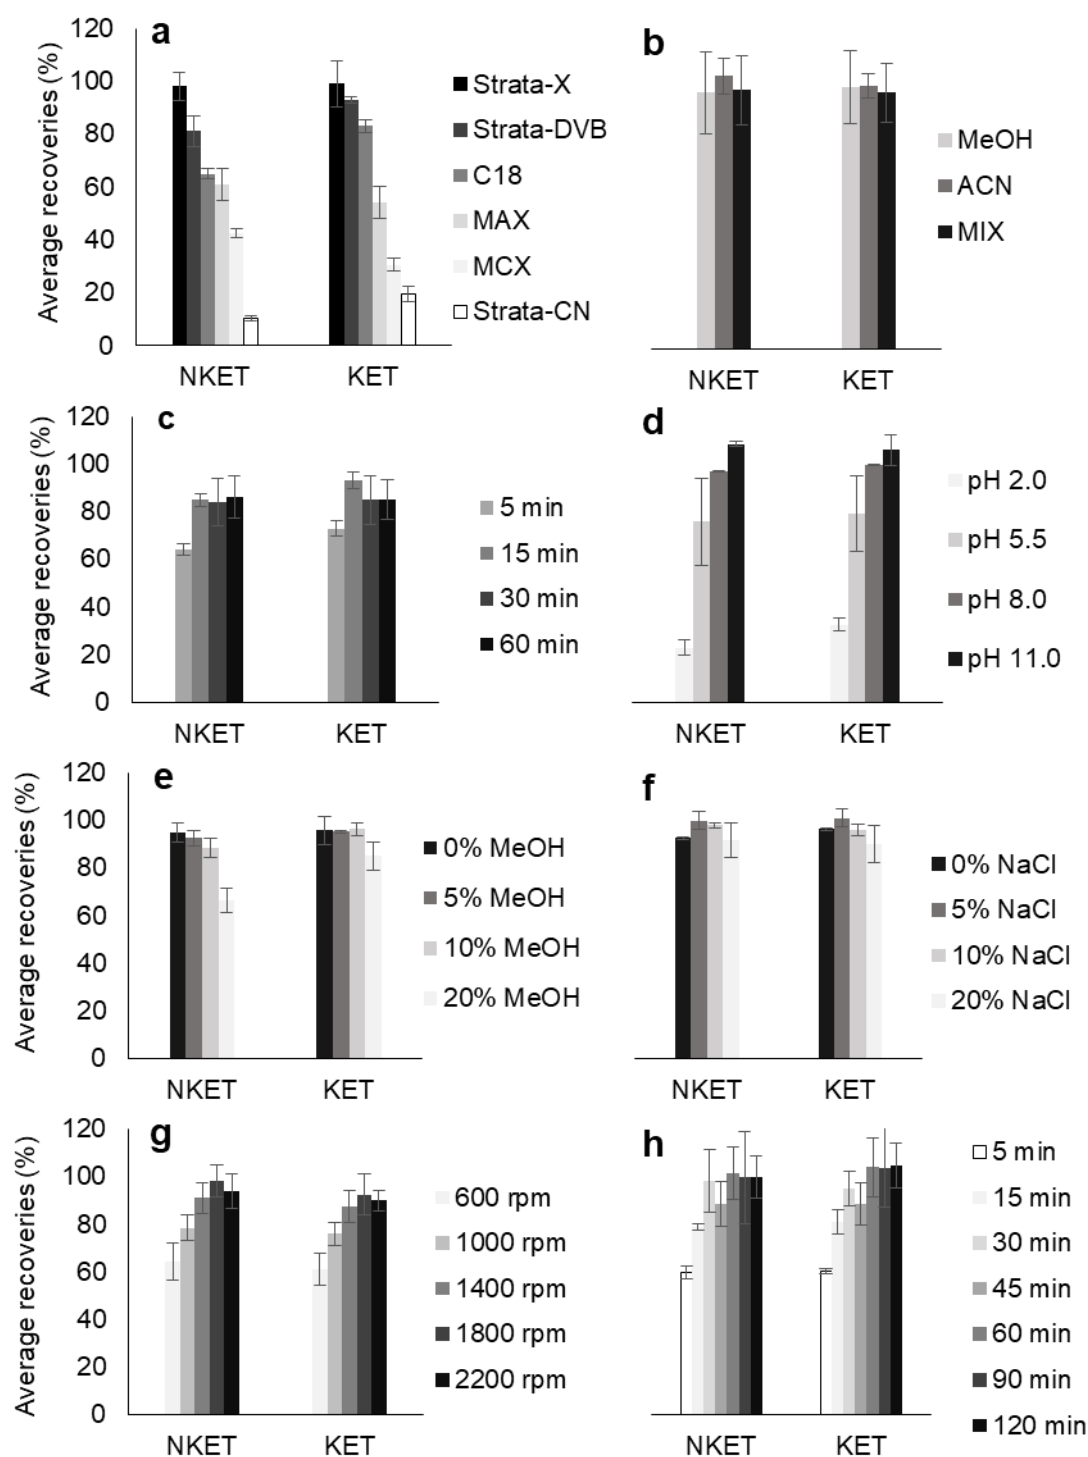 a
Average recoveries (%)
120
100
80
60
40
20
0
NKET
KET
Strata-X
Strata-DVB
C18
MAX
MCX
Strata-CN
b
NKET
KET
MeOH
ACN
MIX
c
Average recoveries (%)
120
100
80
60
40
20
0
NKET
KET
5 min
15 min
30 min
60 min
d
NKET
KET
pH 2.0
pH 5.5
pH 8.0
pH 11.0
e
Average recoveries (%)
120
100
80
60
40
20
0
NKET
KET
0% MeOH
5% MeOH
10% MeOH
20% MeOH
f
NKET
KET
0% NaCl
5% NaCl
10% NaCl
20% NaCl
g
Average recoveries (%)
120
100
80
60
40
20
0
NKET
KET
600 rpm
1000 rpm
1400 rpm
1800 rpm
2200 rpm
h
NKET
KET
5 min
15 min
30 min
45 min
60 min
90 min
120 min